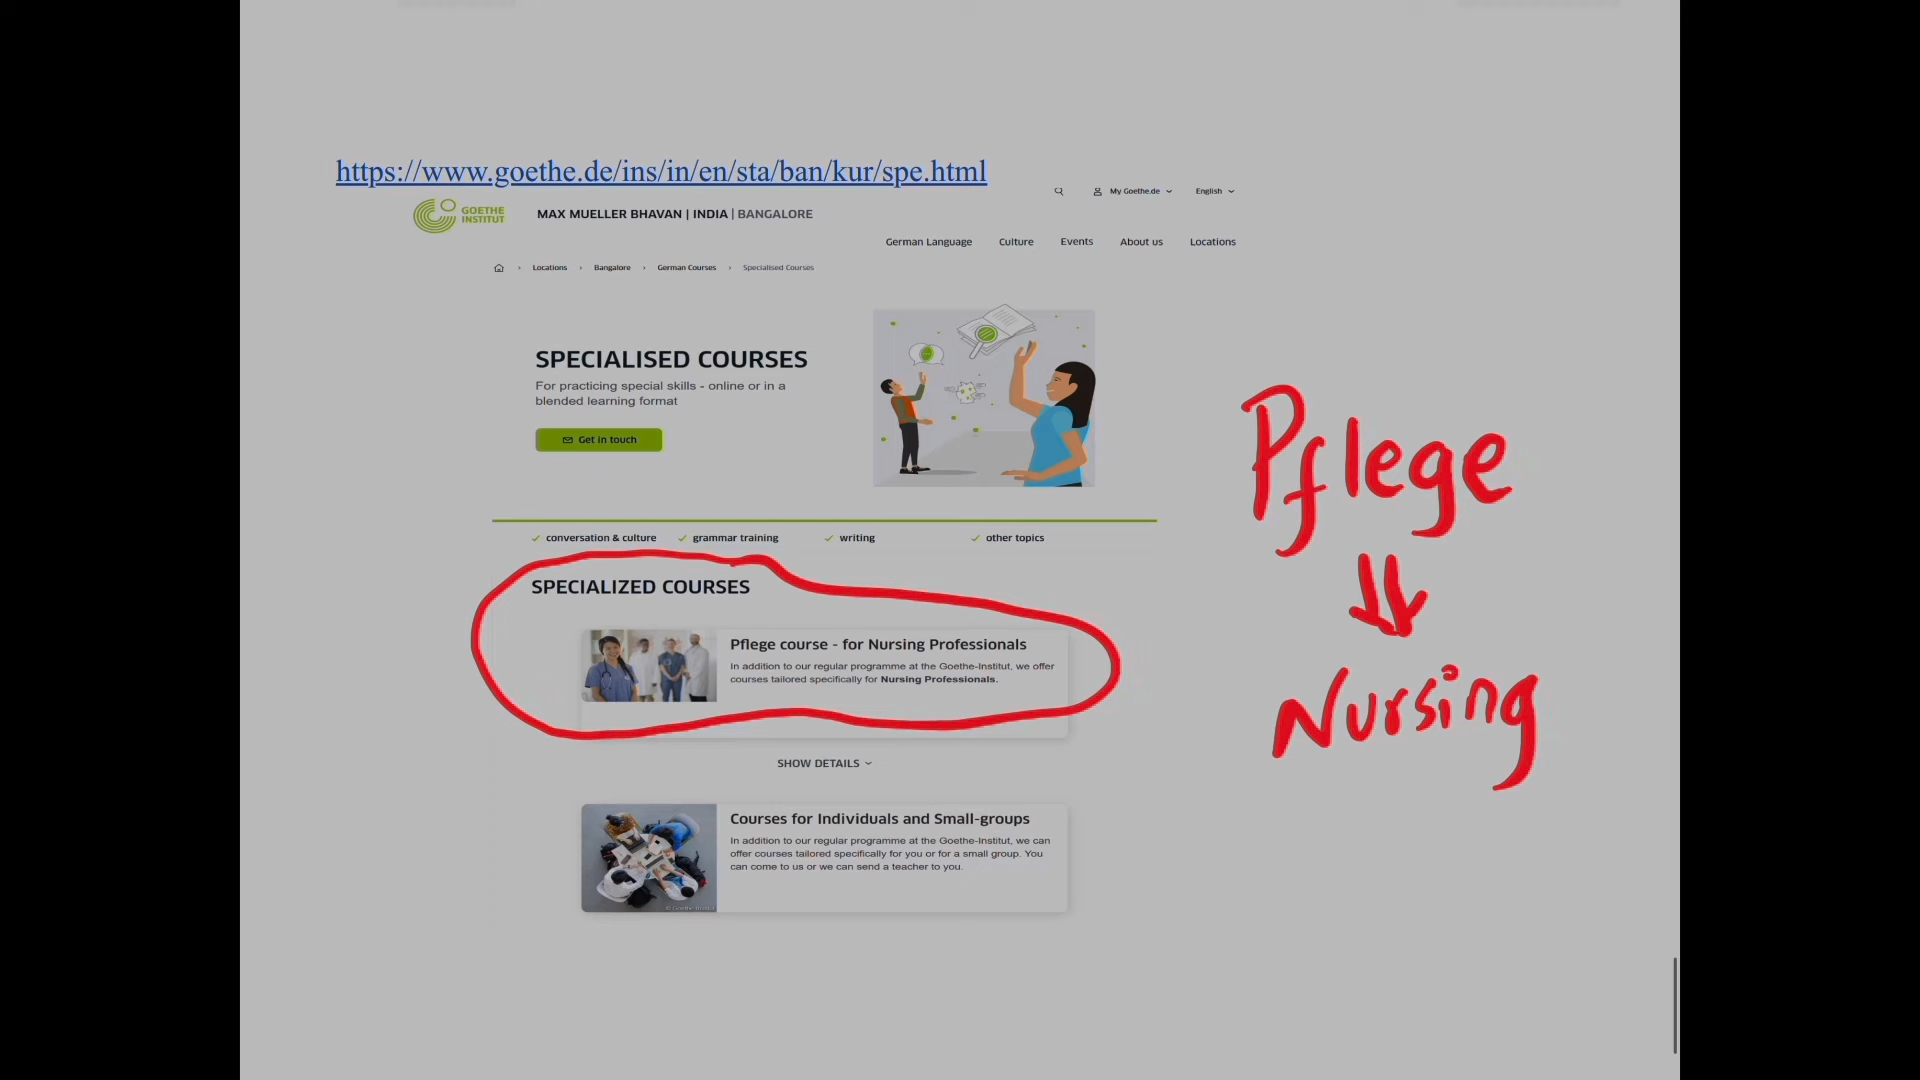 https://www.goethe.de/ins/in/en/sta/ban/kur/spe.html
My Goethe.de
English
GOETHE
INSTITUT
MAX MUELLER BHAVAN | INDIA | BANGALORE
German Language Culture Events About us Locations
Locations › Bangalore › German Courses › Specialised Courses
SPECIALISED COURSES
For practicing special skills - online or in a
blended learning format
Get in touch
conversation & culture grammar training writing other topics
SPECIALIZED COURSES
Pflege course - for Nursing Professionals
In addition to our regular programme at the Goethe-Institut, we offer
courses tailored specifically for Nursing Professionals.
SHOW DETAILS
Courses for Individuals and Small-groups
In addition to our regular programme at the Goethe-Institut, we can
offer courses tailored specifically for you or for a small group. You
can come to us or we can send a teacher to you.
© Goethe-Institut
Pflege
Nursing